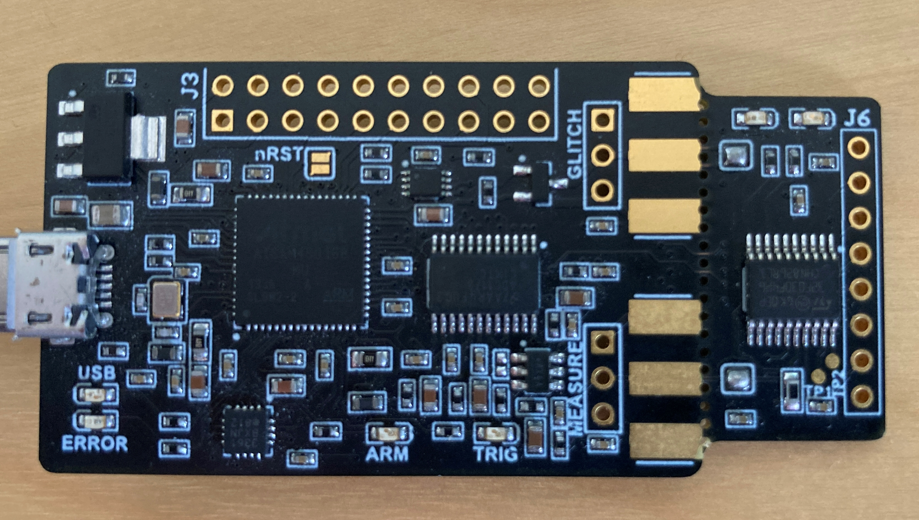 J3
nRST
GLITCH
J6
MEASURE
USB
ERROR
ARM
TRIG
TP1
TP2